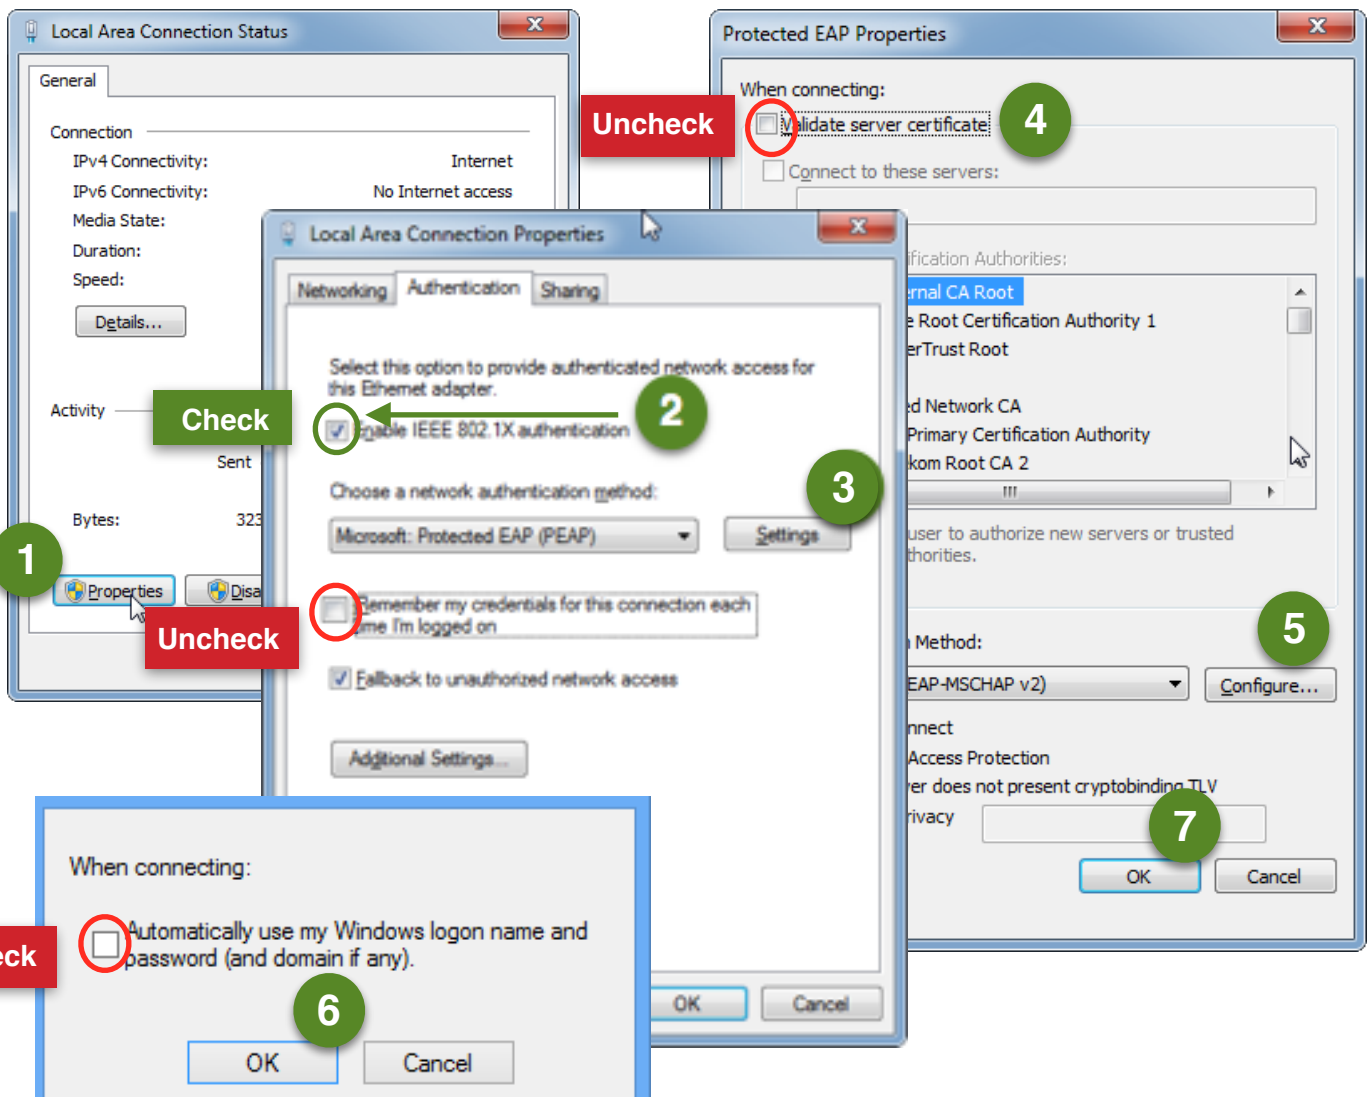 Local Area Connection Status
General
Connection
IPv4 Connectivity:
Internet
IPv6 Connectivity:
No Internet access
Media State:
Duration:
Speed:
Details...
Activity
Sent
Bytes:
323
1
Properties
Disa
Uncheck
Check
Local Area Connection Properties
Networking
Authentication
Sharing
Select this option to provide authenticated network access for
this Ethernet adapter.
2
Enable IEEE 802.1X authentication
Choose a network authentication method:
3
Microsoft: Protected EAP (PEAP)
Settings
Remember my credentials for this connection each
time I'm logged on
Fallback to unauthorized network access
Additional Settings...
OK
Cancel
Protected EAP Properties
When connecting:
Uncheck
Validate server certificate
4
Connect to these servers:
ification Authorities:
ernal CA Root
e Root Certification Authority 1
erTrust Root
ed Network CA
Primary Certification Authority
kom Root CA 2
user to authorize new servers or trusted
thorities.
5
Method:
EAP-MSCHAP v2)
Configure...
nnect
Access Protection
ver does not present cryptobinding TLV
rivacy
7
OK
Cancel
When connecting:
eck
Automatically use my Windows logon name and
password (and domain if any).
6
OK
Cancel